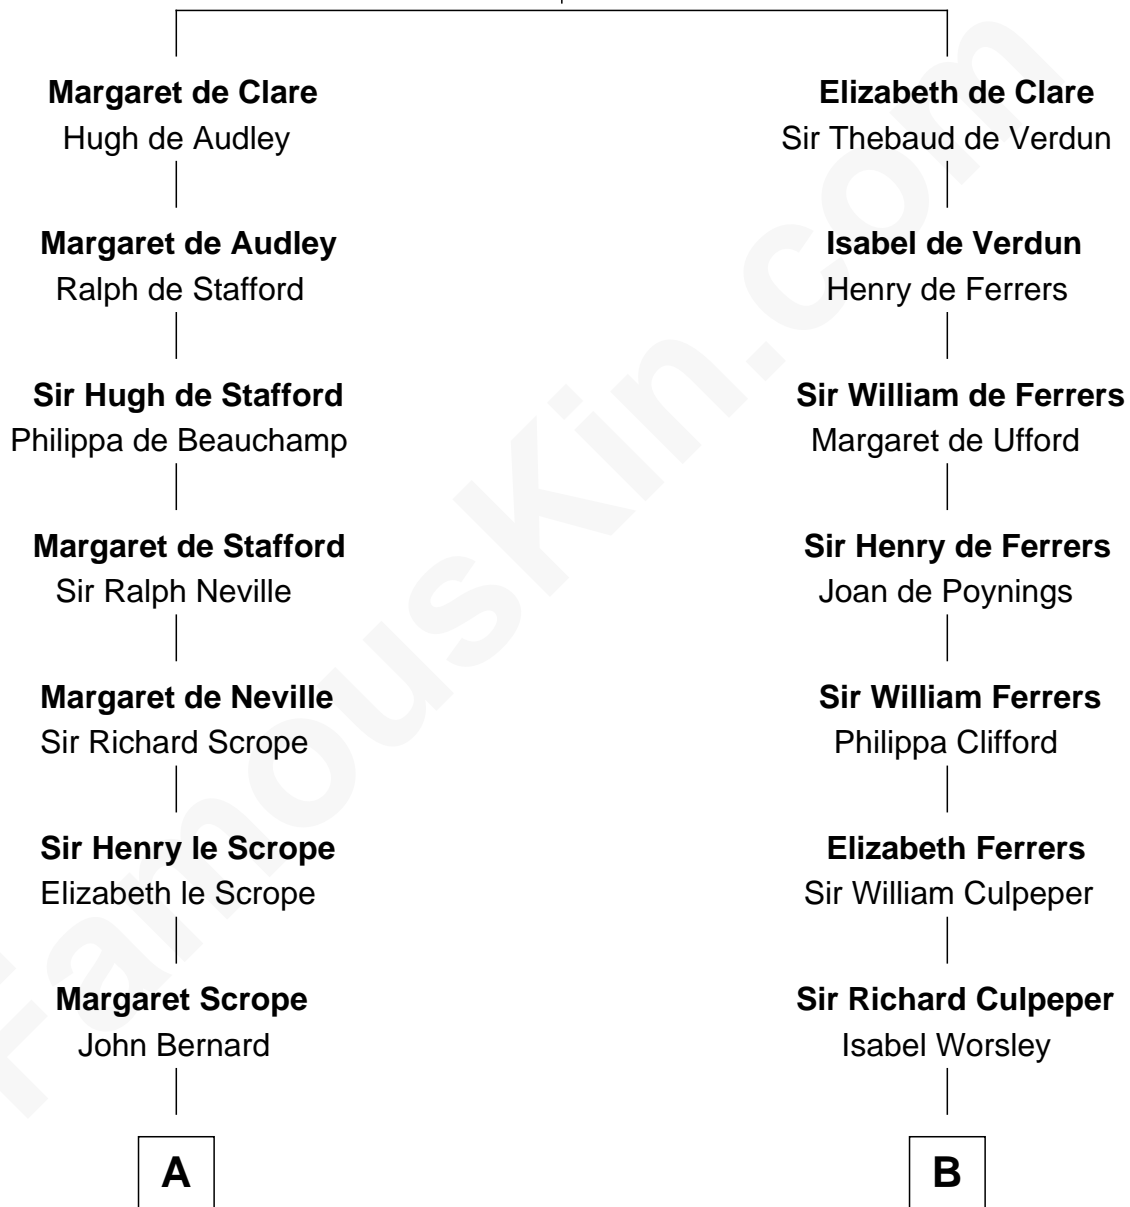 Margaret de Clare
Hugh de Audley
Margaret de Audley
Ralph de Stafford
Sir Hugh de Stafford
Philippa de Beauchamp
Margaret de Stafford
Sir Ralph Neville
Margaret de Neville
Sir Richard Scrope
Sir Henry le Scrope
Elizabeth le Scrope
Margaret Scrope
John Bernard
A
Elizabeth de Clare
Sir Thebaud de Verdun
Isabel de Verdun
Henry de Ferrers
Sir William de Ferrers
Margaret de Ufford
Sir Henry de Ferrers
Joan de Poynings
Sir William Ferrers
Philippa Clifford
Elizabeth Ferrers
Sir William Culpeper
Sir Richard Culpeper
Isabel Worsley
B
FamousKin.com